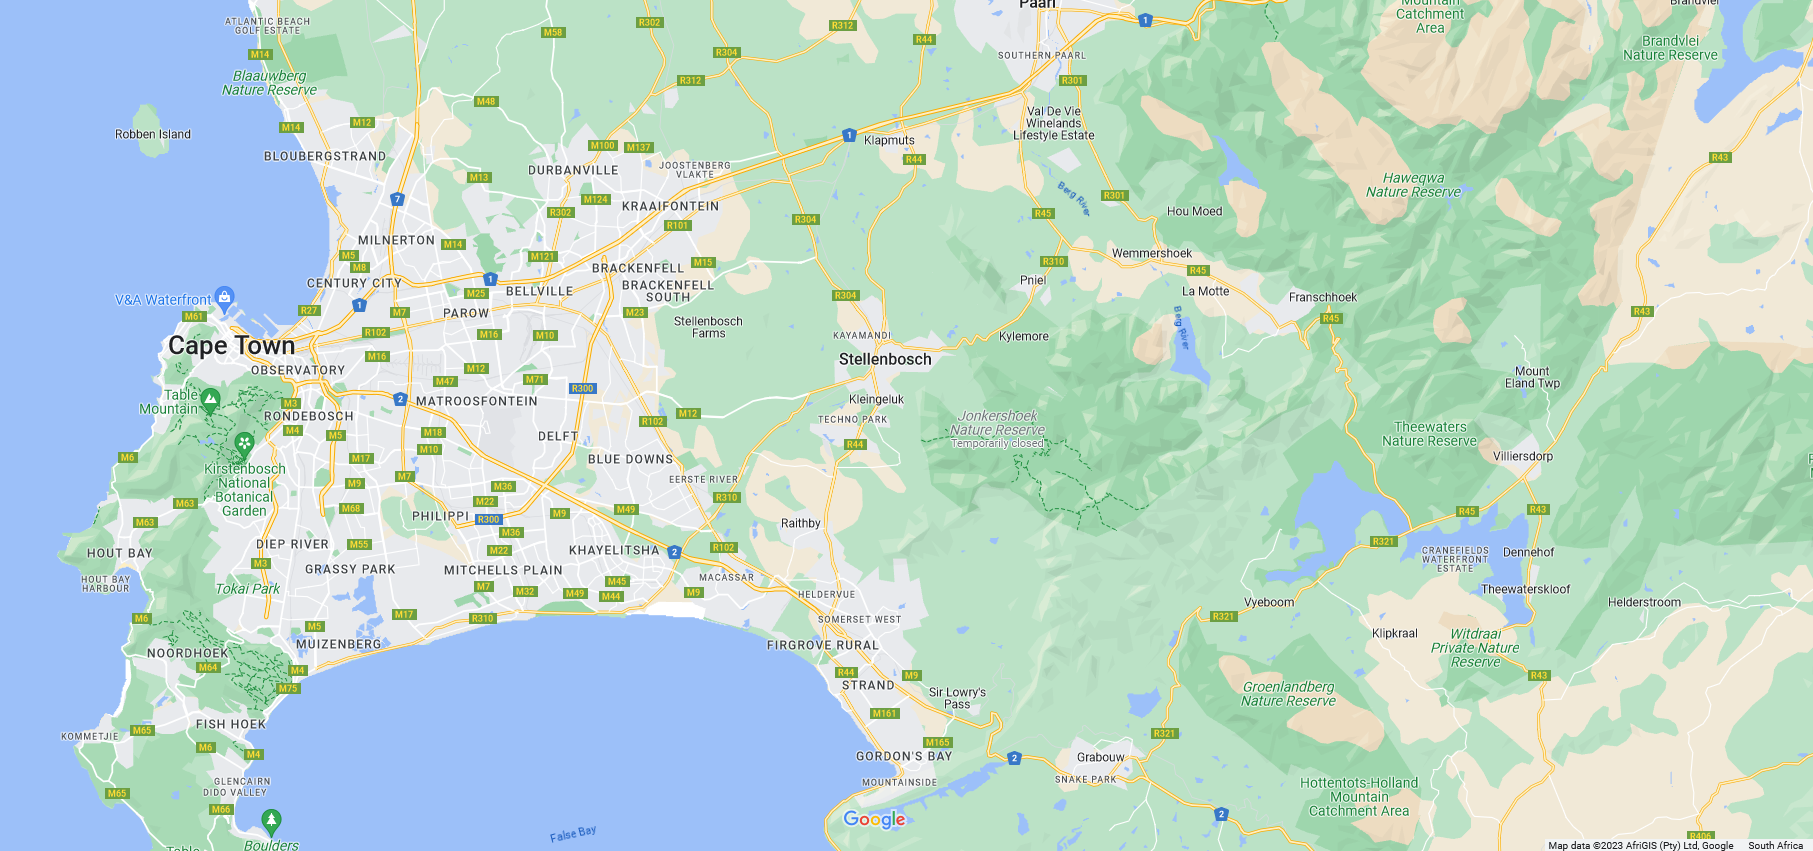 Paarl
Mountain
Catchment
Area
Brandvlei
ATLANTIC BEACH
GOLF ESTATE
M58
R302
R312
R44
1
Brandvlei
Nature Reserve
M14
R304
SOUTHERN PAARL
Blaauwberg
Nature Reserve
R312
R301
M48
Robben Island
M14
M12
1
Klapmuts
Val De Vie
Winelands
Lifestyle Estate
BLOUBERGSTRAND
M100
M137
JOOSTENBERG
VLAKTE
R44
R43
DURBANVILLE
M13
Berg River
R301
Haweqwa
Nature Reserve
7
M124
R302
KRAAIFONTEIN
R101
R304
R45
Hou Moed
MILNERTON
M14
M5
M8
M121
M15
R310
Wemmershoek
BRACKENFELL
R45
CENTURY CITY
1
BELLVILLE
BRACKENFELL
SOUTH
Pniel
La Motte
Franschhoek
V&A Waterfront
M25
R304
1
R27
M7
PAROW
M23
R43
M61
R102
M16
M10
Stellenbosch
Farms
KAYAMANDI
Kylemore
Berg River
R45
Cape Town
M16
Stellenbosch
OBSERVATORY
M12
M47
M71
R300
Mount
Eland Twp
Table
Mountain
M3
2
MATROOSFONTEIN
Kleingeluk
RONDEBOSCH
M12
R102
TECHNO PARK
Jonkershoek
Nature Reserve
Temporarily closed
M4
M5
M18
DELFT
R44
Theewaters
Nature Reserve
M10
M6
M17
BLUE DOWNS
Villiersdorp
Kirstenbosch
National
Botanical
Garden
M7
M9
EERSTE RIVER
M36
M22
R310
M63
M68
M9
M49
R45
R43
M63
PHILIPPI
R300
Raithby
M36
DIEP RIVER
M55
M22
KHAYELITSHA
2
R102
R321
CRANEFIELDS
WATERFRONT
ESTATE
Dennehof
HOUT BAY
M3
GRASSY PARK
MITCHELLS PLAIN
MACASSAR
HOUT BAY
HARBOUR
Tokai Park
M7
M32
M49
M45
M44
M9
HELDERVUE
Theewaterskloof
Vyeboom
Helderstroom
M6
M17
R310
SOMERSET WEST
R321
M5
MUIZENBERG
FIRGROVE RURAL
Klipkraal
Witdraai
Private Nature
Reserve
NOORDHOEK
M64
M4
R44
M9
R43
M75
STRAND
Sir Lowry's
Pass
Groenlandberg
Nature Reserve
M161
FISH HOEK
M65
KOMMETJIE
M6
M4
M165
R321
GORDON'S BAY
2
Grabouw
SNAKE PARK
GLENCAIRN
DIDO VALLEY
MOUNTAINSIDE
Hottentots-Holland
Mountain
Catchment Area
M65
M66
Google
2
False Bay
R406
Table
Boulders
Map data ©2023 AfriGIS (Pty) Ltd, Google
South Africa